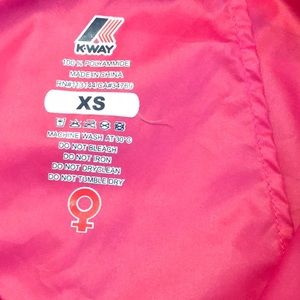 K-WAY
100 % POLYAMMIDE
MADE IN CHINA
XS
MACHINE WASH AT 30°C
DO NOT BLEACH
DO NOT IRON
DO NOT DRYCLEAN
DO NOT TUMBLE DRY